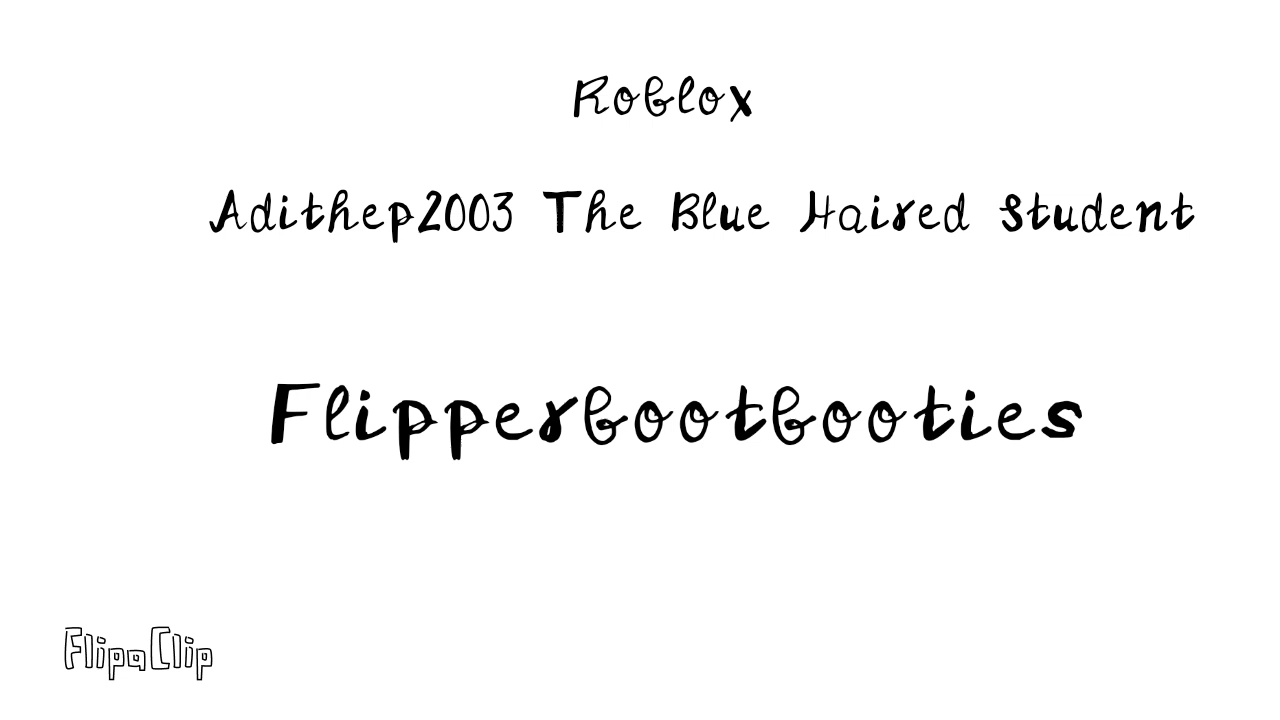 Roblox
Adithep2003 The Blue Haired Student
Flipperbootbooties
FlipaClip